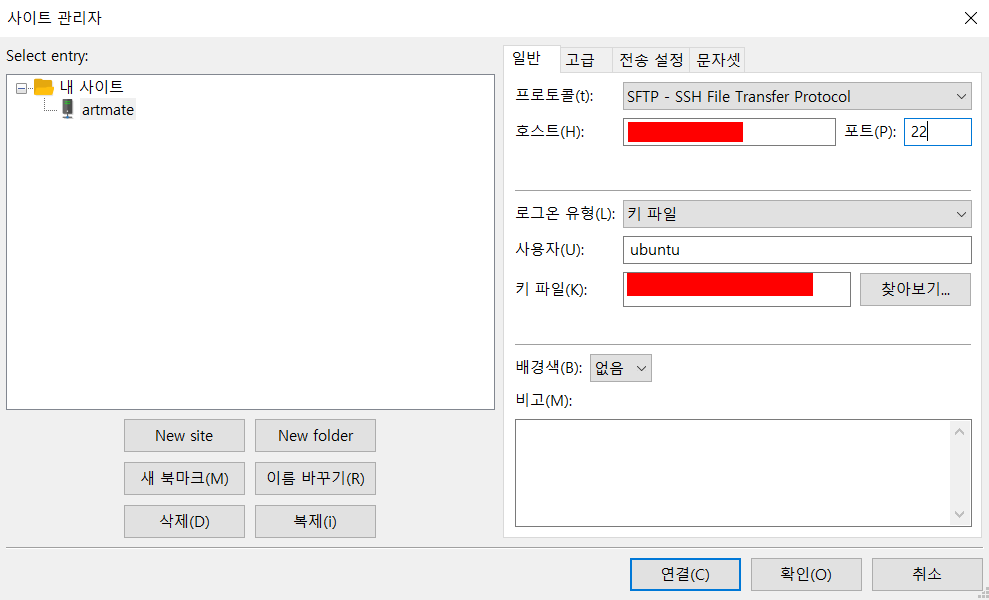 사이트 관리자
Select entry:
내 사이트
artmate
New site
New folder
새 북마크(M)
이름 바꾸기(R)
삭제(D)
복제(i)
일반
고급
전송 설정
문자셋
프로토콜(t):
SFTP - SSH File Transfer Protocol
호스트(H):
포트(P):
22
로그온 유형(L):
키 파일
사용자(U):
ubuntu
키 파일(K):
찾아보기...
배경색(B):
없음
비고(M):
연결(C)
확인(O)
취소